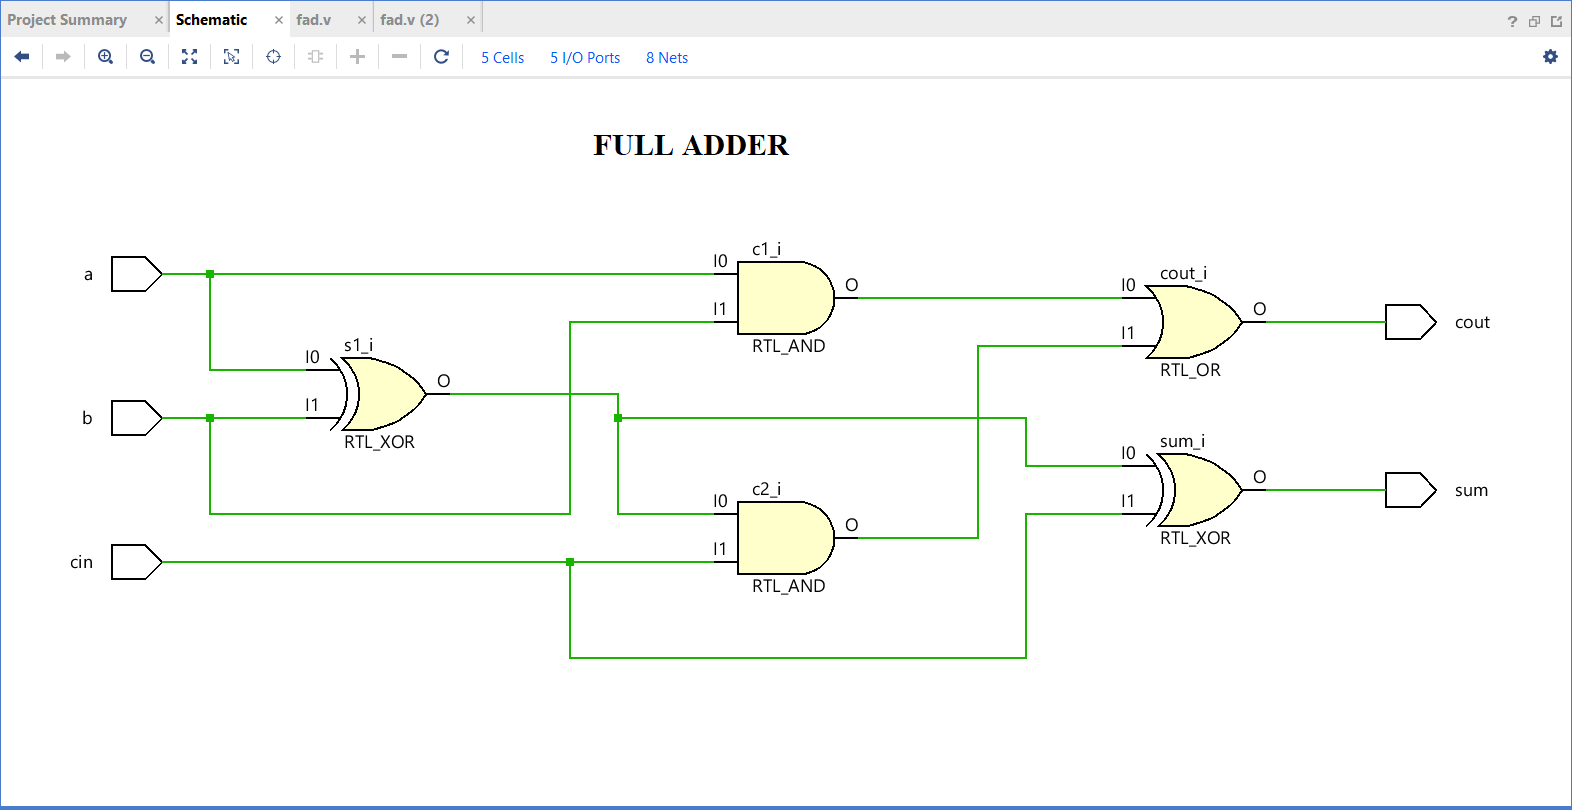 Project Summary × Schematic × fad.v × fad.v (2) × ?
5 Cells 5 I/O Ports 8 Nets
FULL ADDER
c1_i
I0
O
I1
RTL_AND
a
cout_i
I0
O
I1
RTL_OR
cout
s1_i
I0
O
I1
RTL_XOR
b
sum_i
I0
O
I1
RTL_XOR
sum
c2_i
I0
O
I1
RTL_AND
cin